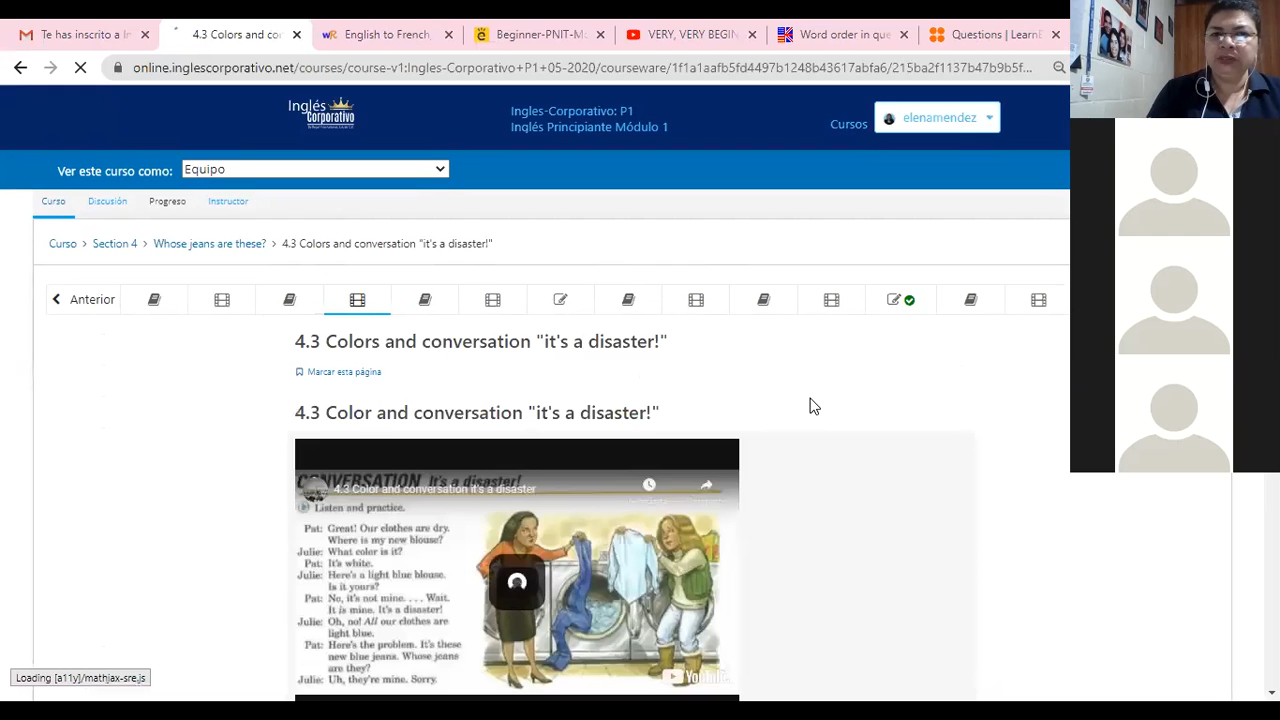 Te has inscrito a In
4.3 Colors and co
English to French,
Beginner-PNIT-M
VERY, VERY BEGIN
Word order in que
Questions | LearnE
online.inglescorporativo.net/courses/course-v1:Ingles-Corporativo+P1+05-2020/courseware/1f1a1aafb5fd4497b1248b43617abfa6/215ba2f1137b47b9b5f...
Inglés
Corporativo
Ingles-Corporativo: P1
Inglés Principiante Módulo 1
Cursos
elenamendez
Ver este curso como:
Equipo
Curso
Discusión
Progreso
Instructor
Curso > Section 4 > Whose jeans are these? > 4.3 Colors and conversation "it's a disaster!"
Anterior
4.3 Colors and conversation "it's a disaster!"
Marcar esta página
4.3 Color and conversation "it's a disaster!"
CONVERSATION It's a disaster!
4.3 Color and conversation it's a disaster
Listen and practice.
Pat: Great! Our clothes are dry.
Where is my new blouse?
Julie: What color is it?
Pat: It's white.
Julie: Here's a light blue blouse.
Is it yours?
Pat: No, it's not mine. . . . Wait.
It is mine. It's a disaster!
Julie: Oh, no! All our clothes are
light blue.
Pat: Here's the problem. It's these
new blue jeans. Whose jeans
are they?
Julie: Uh, they're mine. Sorry.
YouTube
Loading [a11y]/mathjax-sre.js